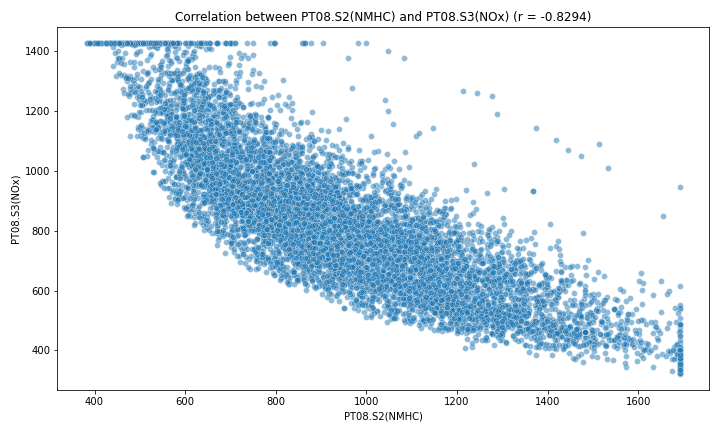 Correlation between PT08.S2(NMHC) and PT08.S3(NOx) (r = -0.8294)
1400
1200
1000
800
600
400
PT08.S3(NOx)
400 600 800 1000 1200 1400 1600
PT08.S2(NMHC)